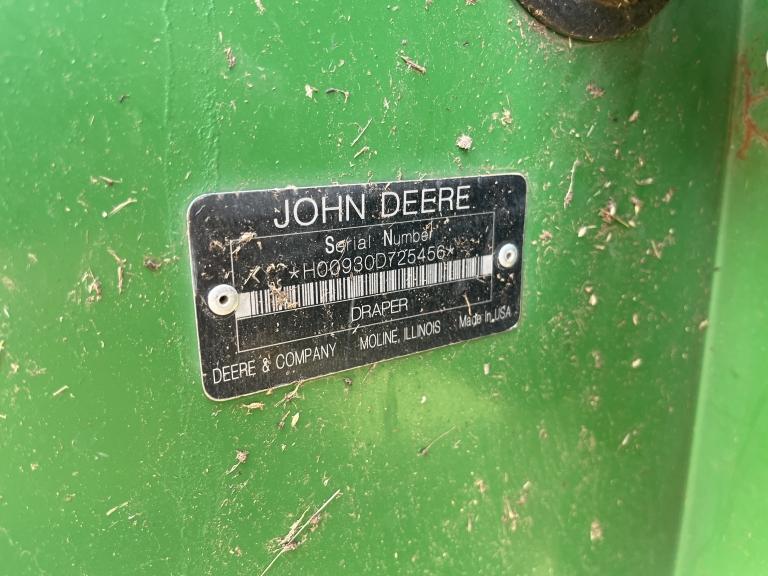 JOHN DEERE
Serial Number
*H00930D725456*
DRAPER
DEERE & COMPANY MOLINE, ILLINOIS Made In USA